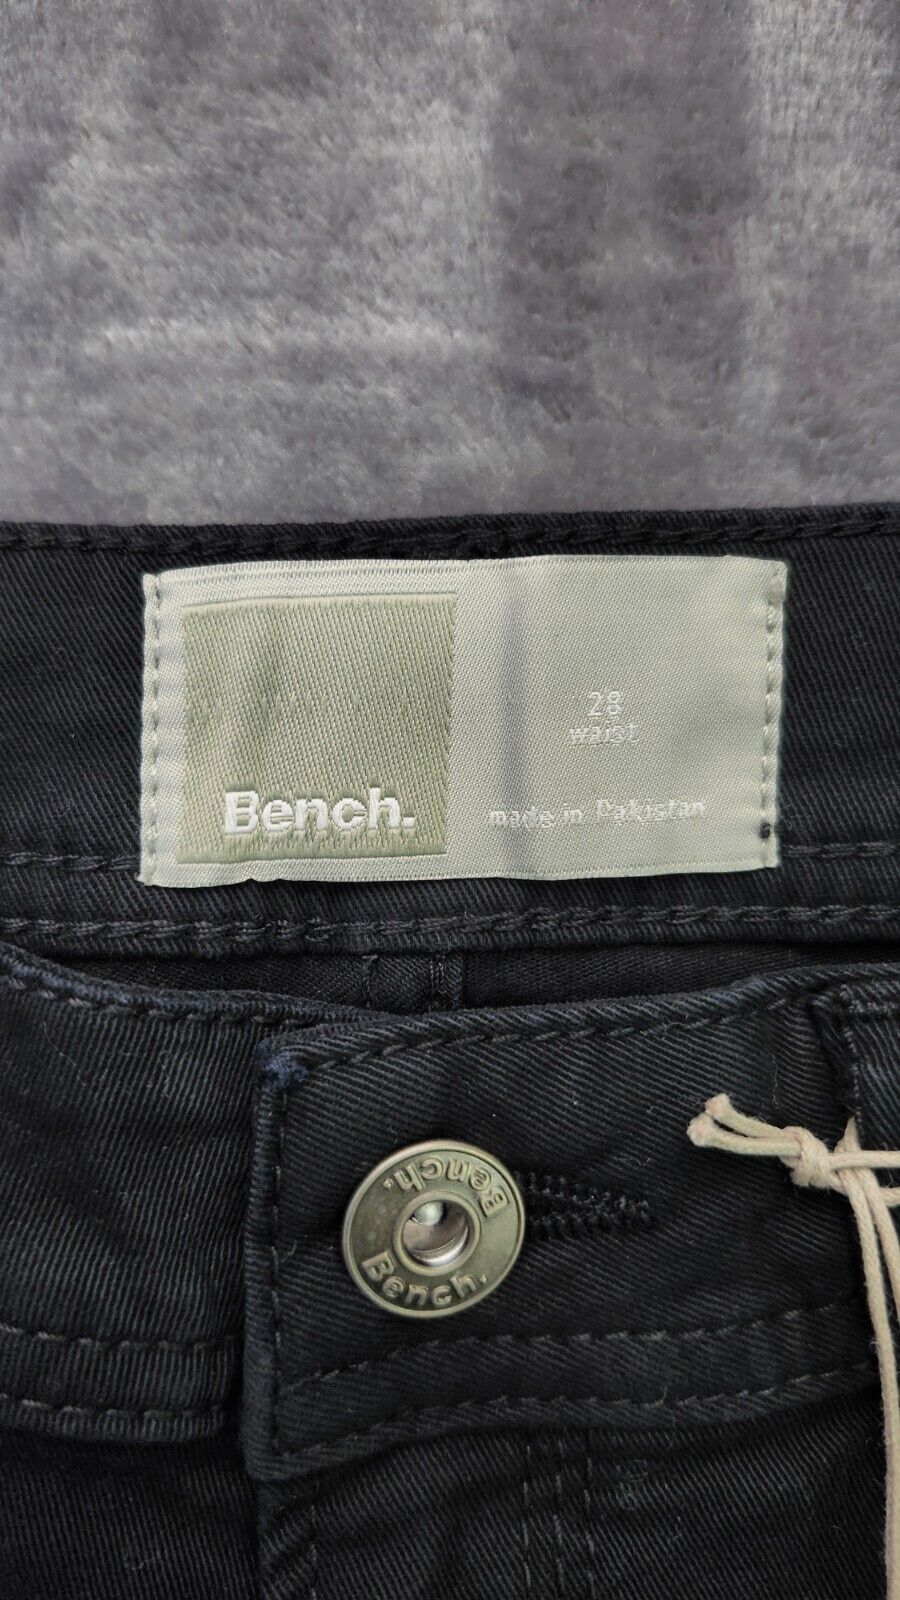 Bench.
28
waist
made in Pakistan
Bench.
Bench.